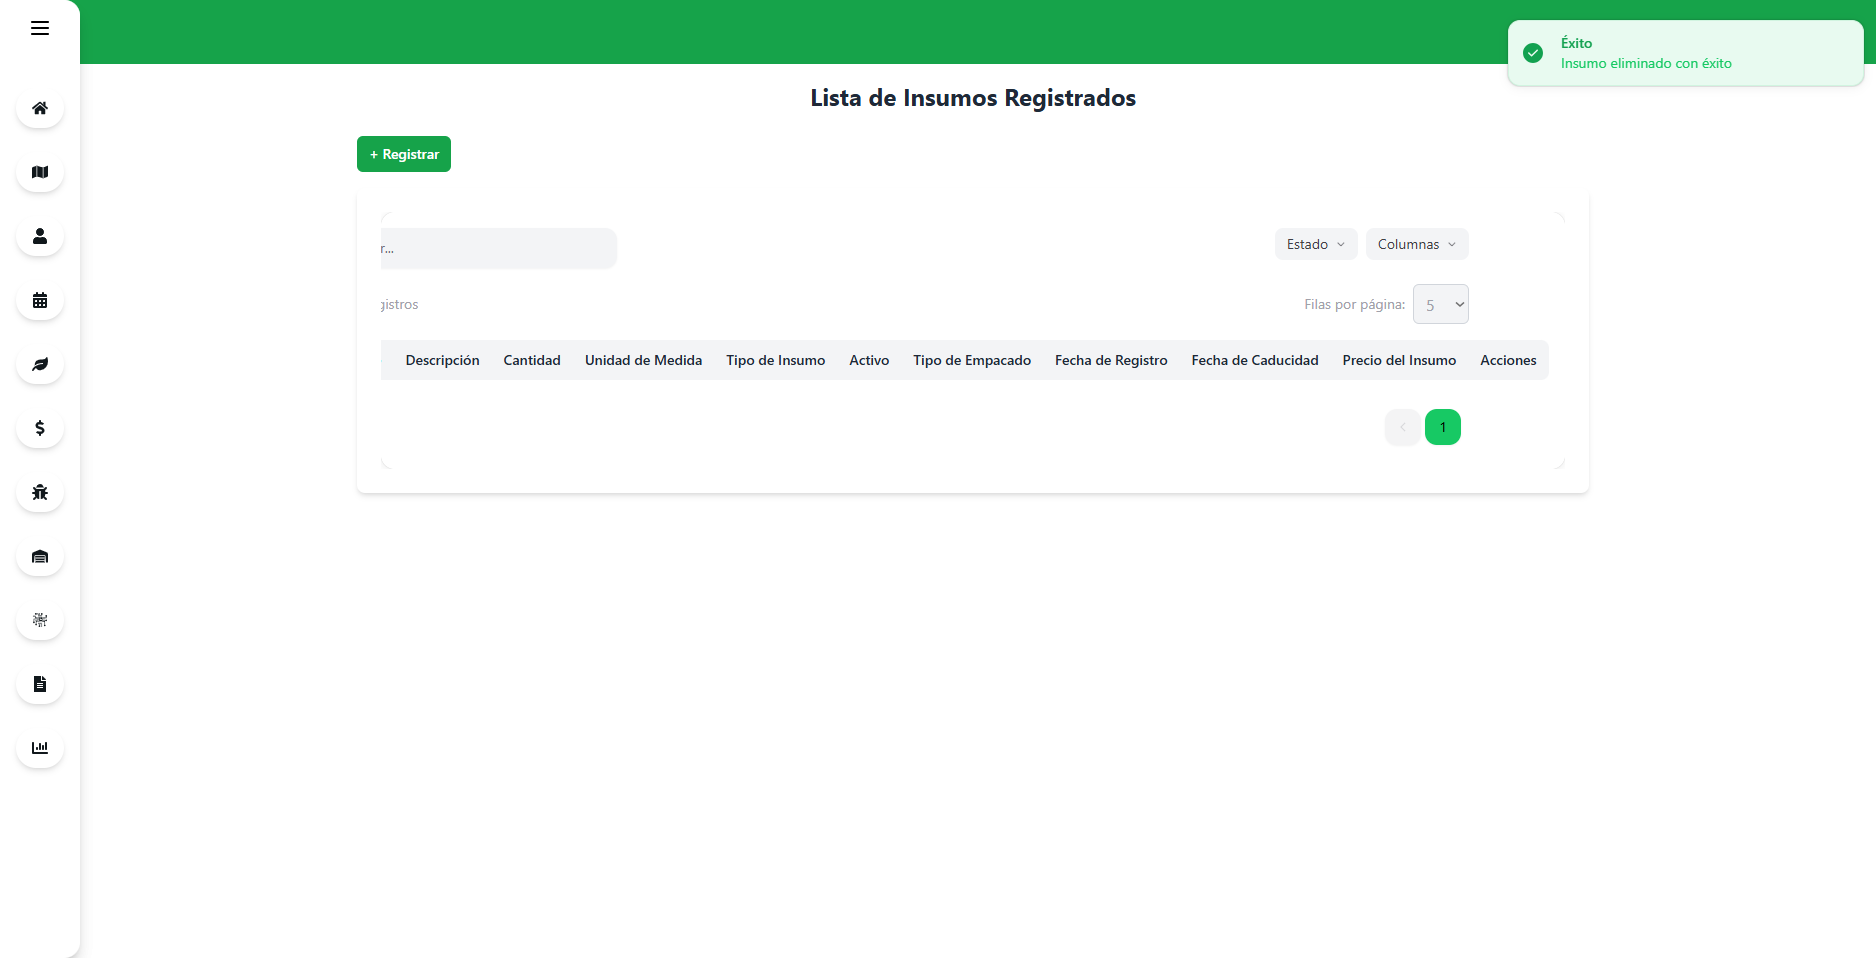 Éxito
Insumo eliminado con éxito
Lista de Insumos Registrados
+ Registrar
r...
Estado
Columnas
gistros
Filas por página: 5
Descripción Cantidad Unidad de Medida Tipo de Insumo Activo Tipo de Empacado Fecha de Registro Fecha de Caducidad Precio del Insumo Acciones
1